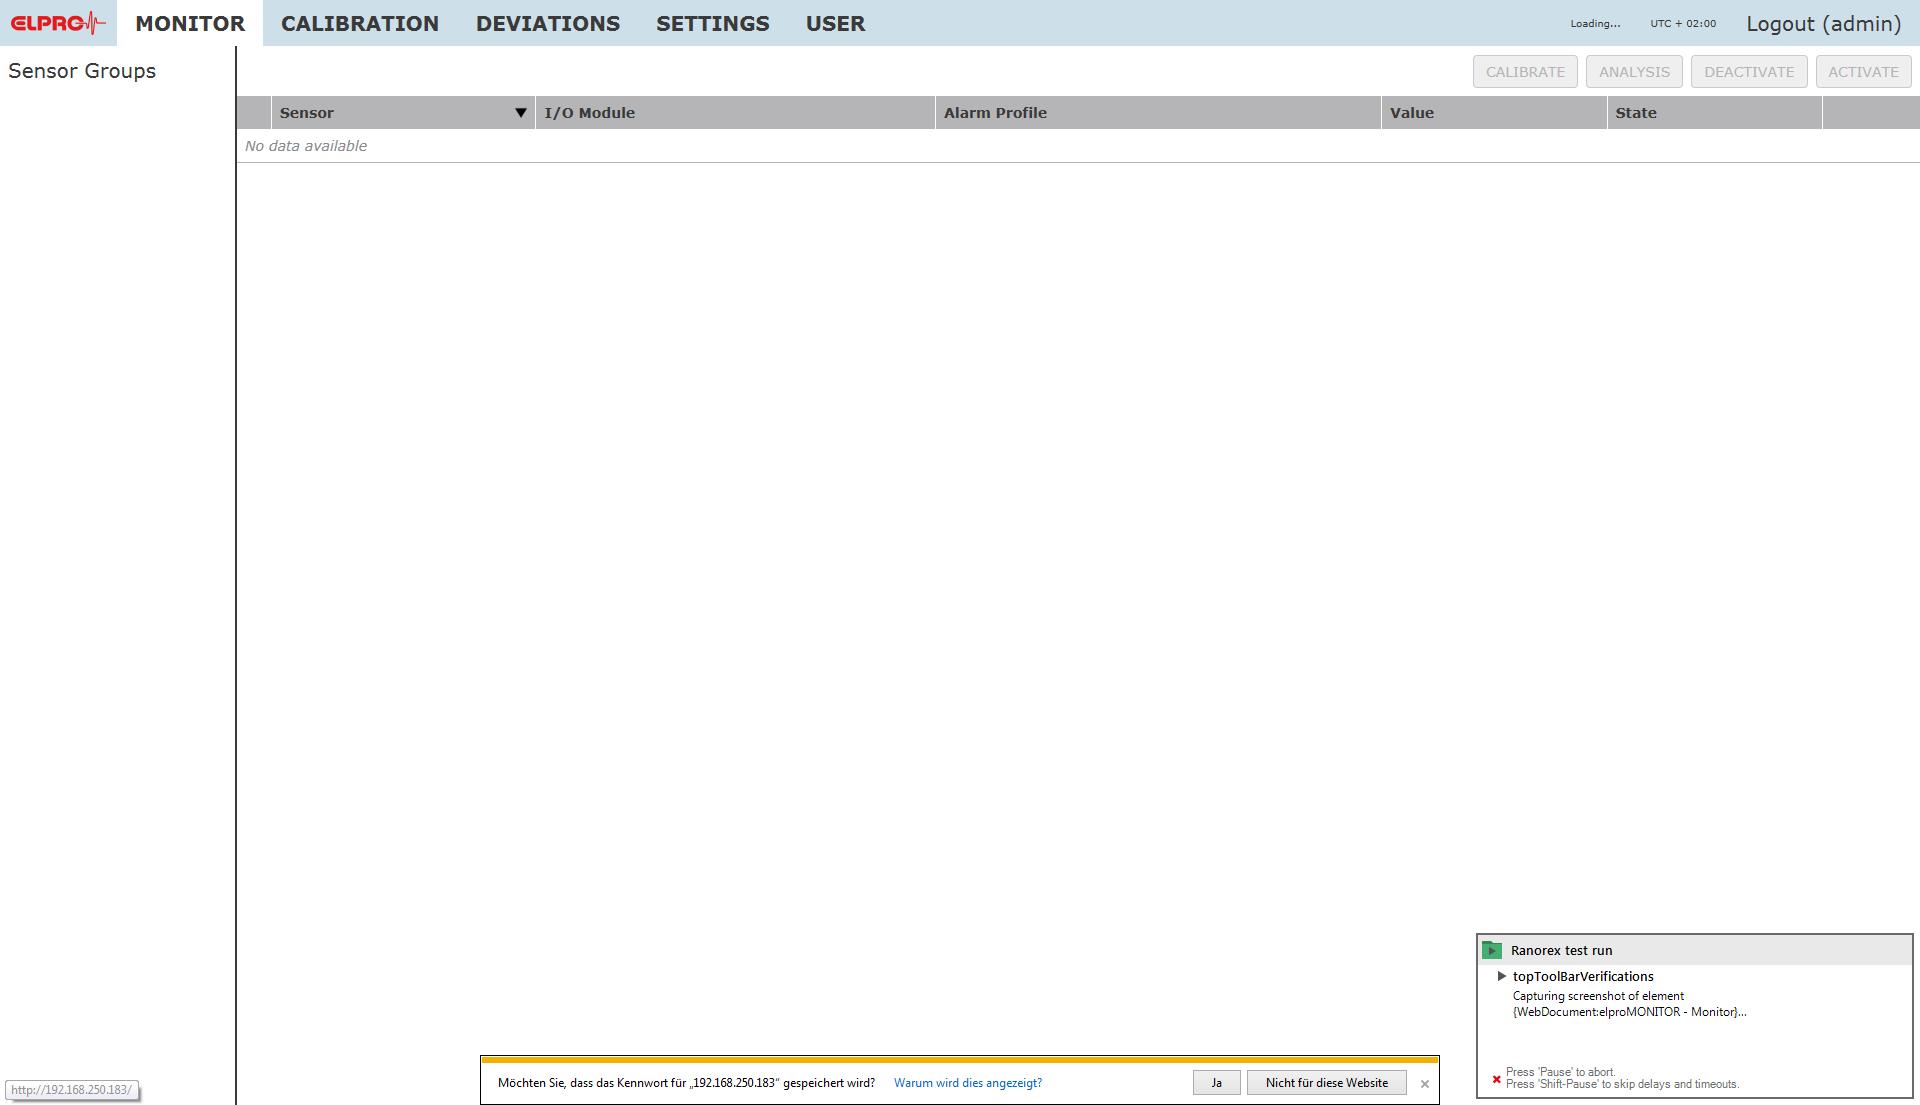 ELPRO MONITOR CALIBRATION DEVIATIONS SETTINGS USER Loading... UTC + 02:00 Logout (admin)
Sensor Groups
CALIBRATE ANALYSIS DEACTIVATE ACTIVATE
Sensor ▼ I/O Module Alarm Profile Value State
No data available
Ranorex test run
topToolBarVerifications
Capturing screenshot of element
{WebDocument:elproMONITOR - Monitor}...
Press 'Pause' to abort.
Press 'Shift-Pause' to skip delays and timeouts.
Möchten Sie, dass das Kennwort für „192.168.250.183“ gespeichert wird? Warum wird dies angezeigt? Ja Nicht für diese Website ×
http://192.168.250.183/